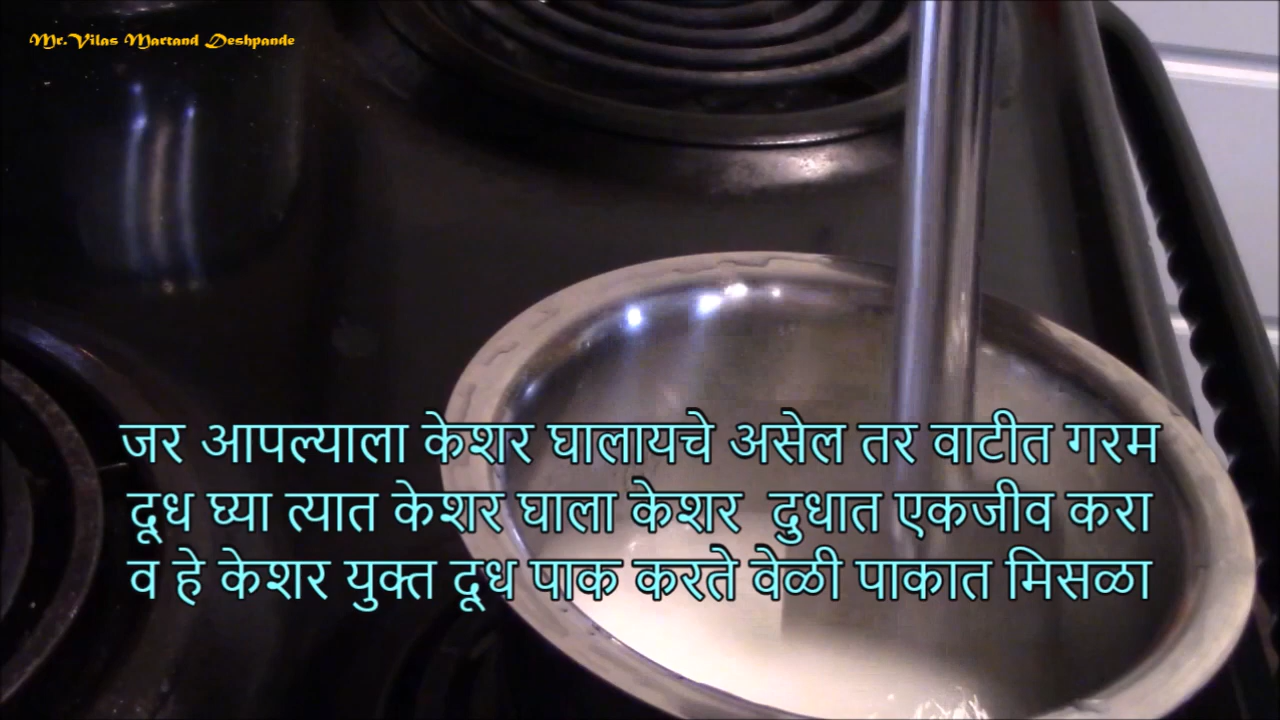 Mr.Vilas Martand Deshpande
जर आपल्याला केशर घालायचे असेल तर वाटीत गरम
दूध घ्या त्यात केशर घाला केशर दुधात एकजीव करा
व हे केशर युक्त दूध पाक करते वेळी पाकात मिसळा